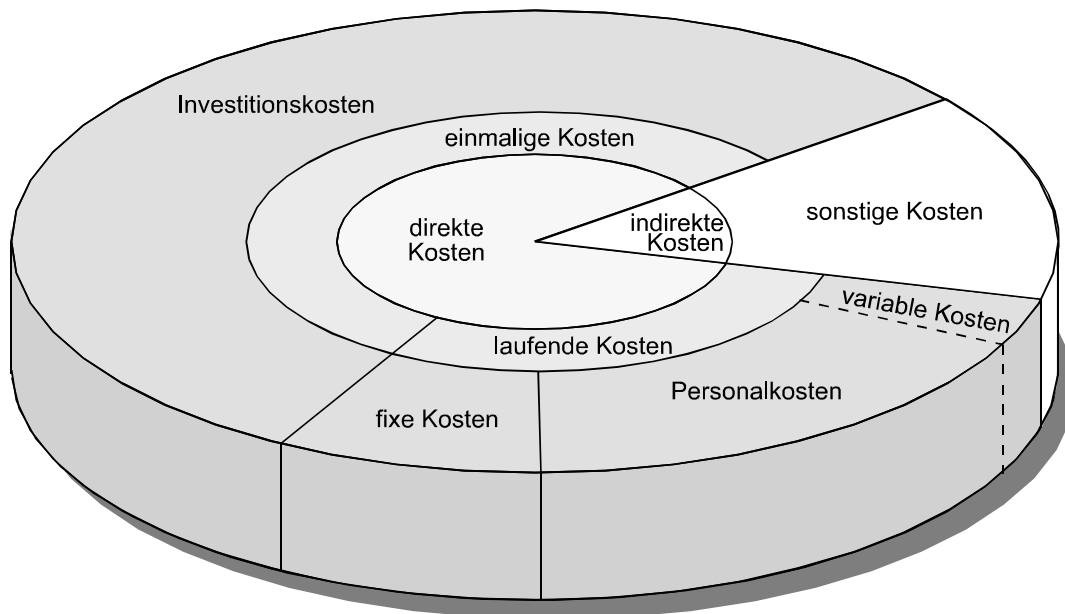 Investitionskosten
einmalige Kosten
direkte
Kosten
indirekte
Kosten
sonstige Kosten
variable Kosten
laufende Kosten
Personalkosten
fixe Kosten